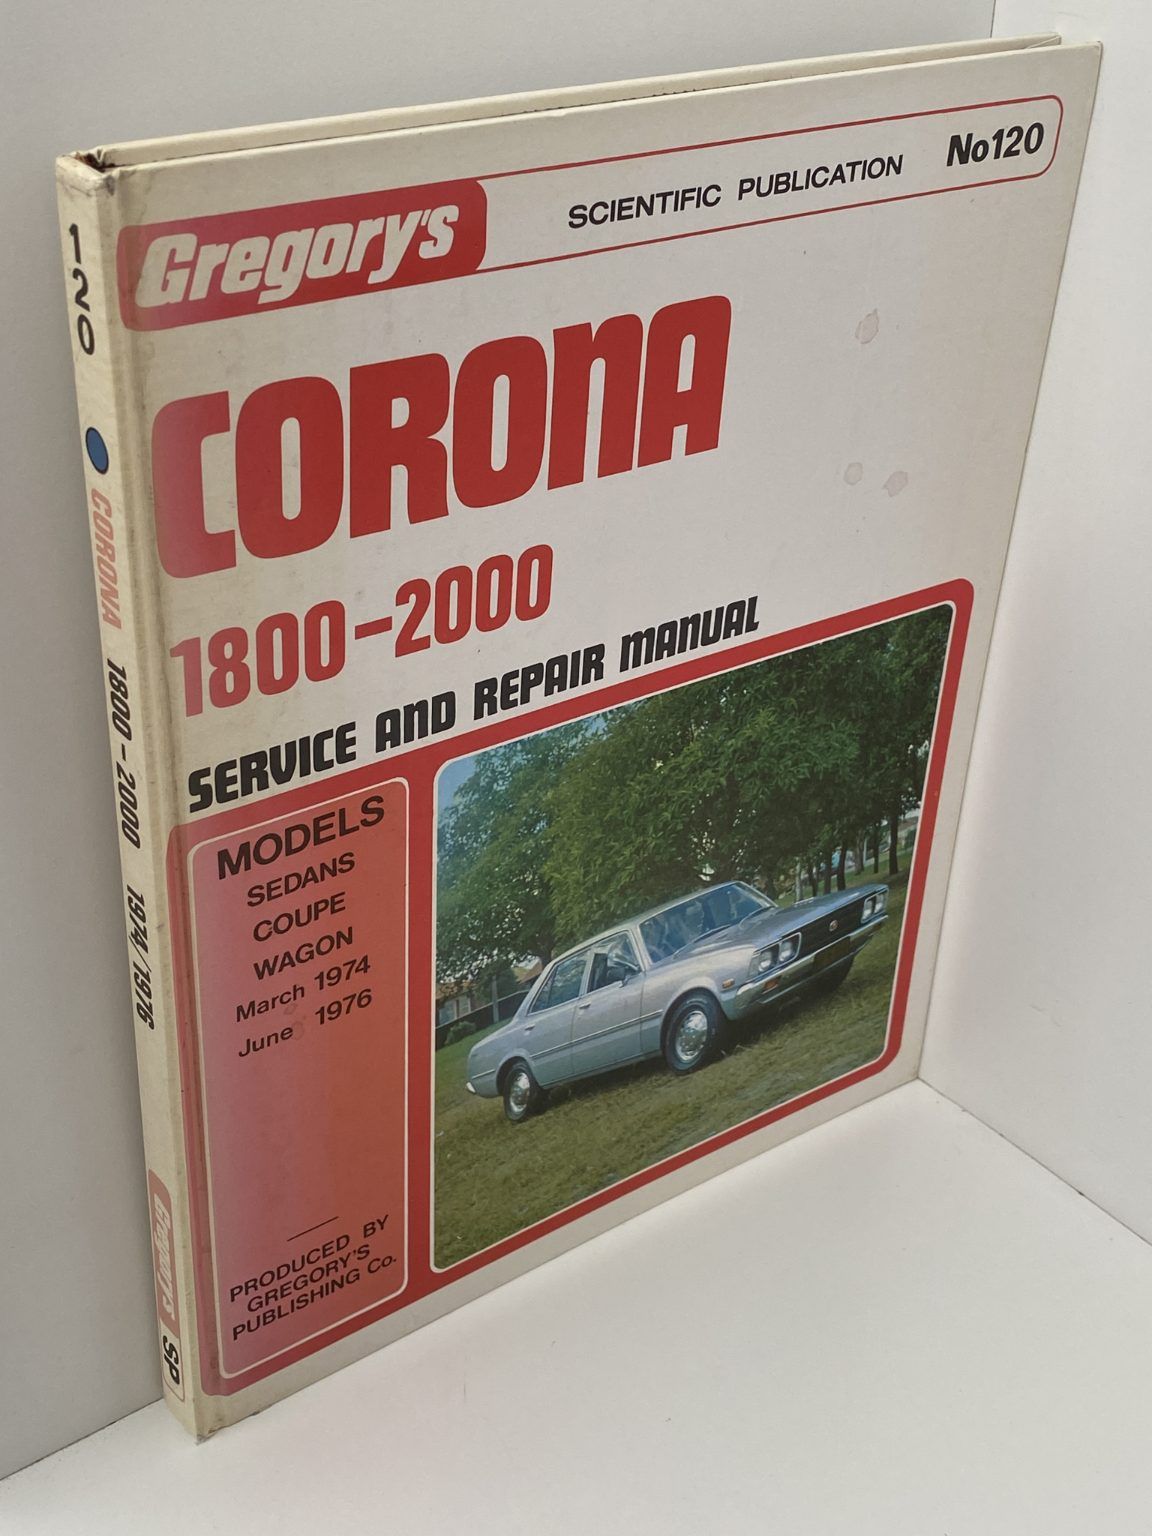 Gregory's
SCIENTIFIC PUBLICATION
No120
CORONA
1800-2000
SERVICE AND REPAIR MANUAL
MODELS
SEDANS
COUPE
WAGON
March 1974
June 1976
PRODUCED BY
GREGORY'S
PUBLISHING Co.
120
CORONA 1800-2000 1974/1976
Gregory's
SP